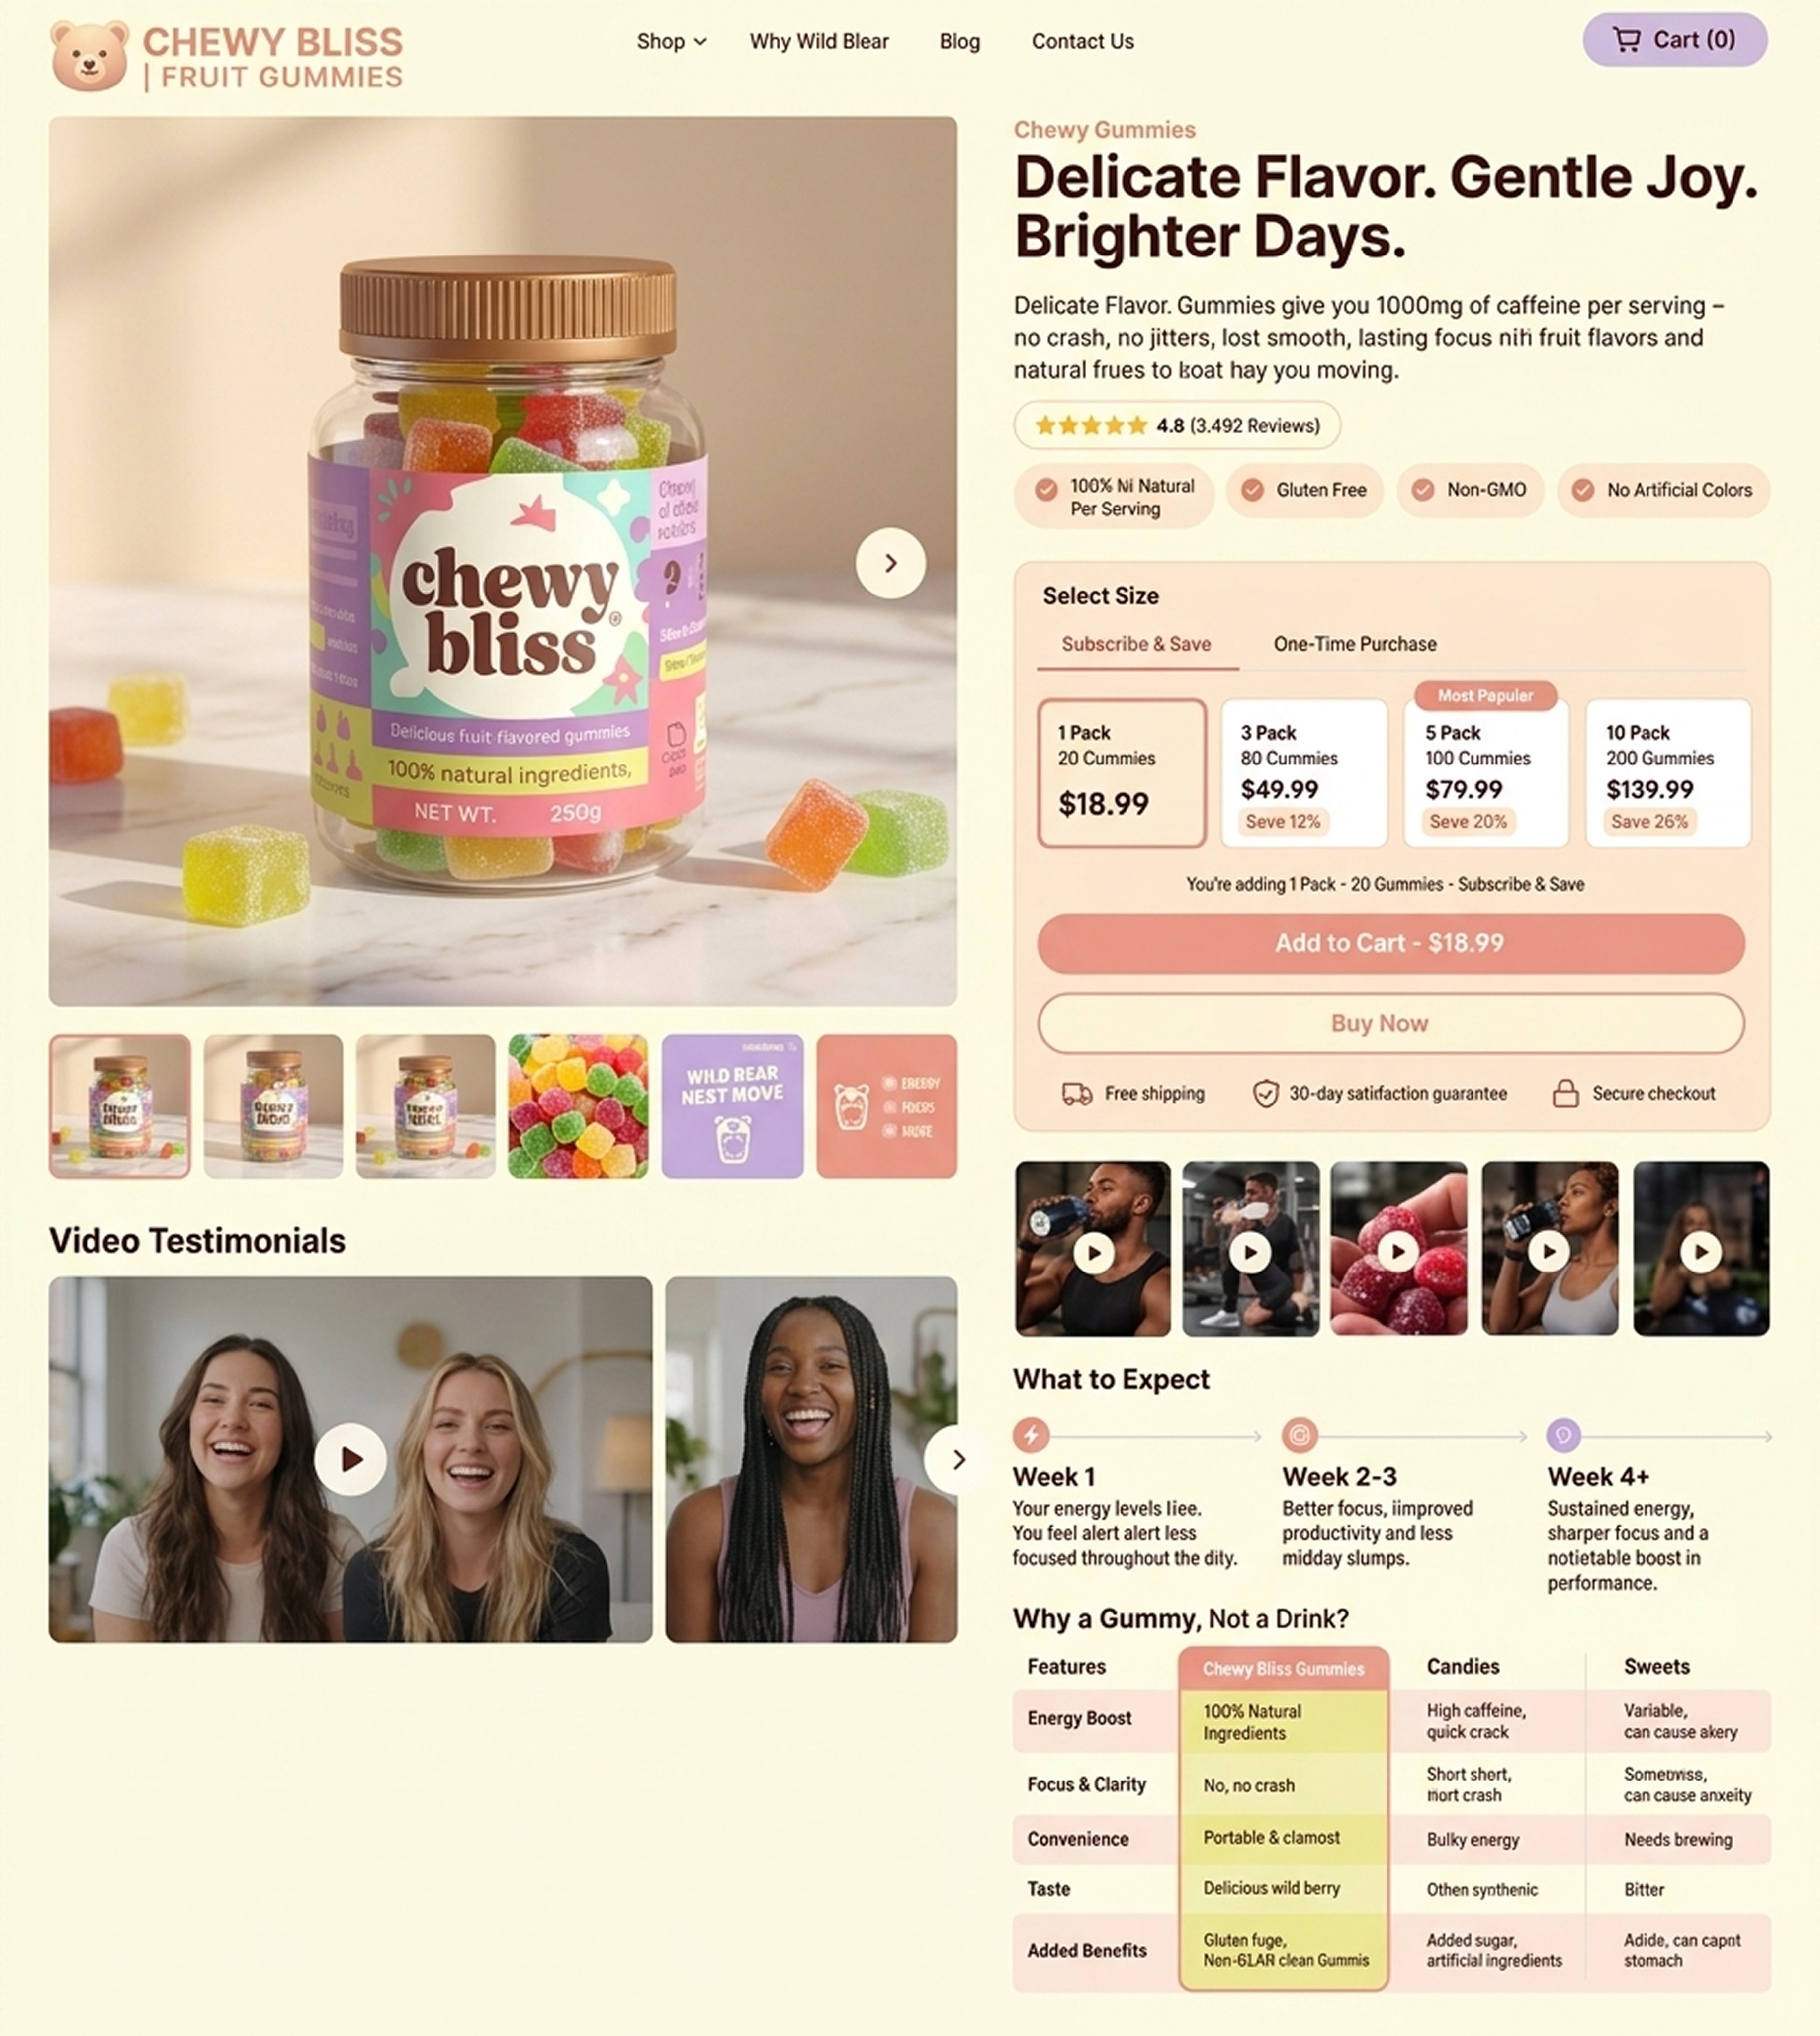 CHEWY BLISS
| FRUIT GUMMIES
Shop
Why Wild Blear
Blog
Contact Us
Cart (0)
chewy
bliss®
Delicious fuit flavored gummies
100% natural ingredients,
NET WT. 250g
WILD REAR
NEST MOVE
Video Testimonials
Chewy Gummies
Delicate Flavor. Gentle Joy.
Brighter Days.
Delicate Flavor. Gummies give you 1000mg of caffeine per serving –
no crash, no jitters, lost smooth, lasting focus nih fruit flavors and
natural frues to koat hay you moving.
4.8 (3.492 Reviews)
100% Ni Natural
Per Serving
Gluten Free
Non-GMO
No Artificial Colors
Select Size
Subscribe & Save
One-Time Purchase
1 Pack
20 Cummies
$18.99
3 Pack
80 Cummies
$49.99
Seve 12%
Most Papuler
5 Pack
100 Cummies
$79.99
Seve 20%
10 Pack
200 Gummies
$139.99
Save 26%
You're adding 1 Pack - 20 Gummies - Subscribe & Save
Add to Cart - $18.99
Buy Now
Free shipping
30-day satifaction guarantee
Secure checkout
What to Expect
Week 1
Your energy levels liee.
You feel alert alert less
focused throughout the dity.
Week 2-3
Better focus, iimproved
productivity and less
midday slumps.
Week 4+
Sustained energy,
sharper focus and a
notietable boost in
performance.
Why a Gummy, Not a Drink?
Features
Chewy Bliss Gummies
Candies
Sweets
Energy Boost
100% Natural
Ingredients
High caffeine,
quick crack
Variable,
can cause akery
Focus & Clarity
No, no crash
Short shert,
mort crash
can cause anxeity
Convenience
Portable & clamost
Bulky energy
Needs brewing
Taste
Delicious wild berry
Othen synthenic
Bitter
Added Benefits
Gluten fuge,
Non-6LAR clean Gummis
Added sugar,
artificial ingredients
Adide, can capnt
stomach